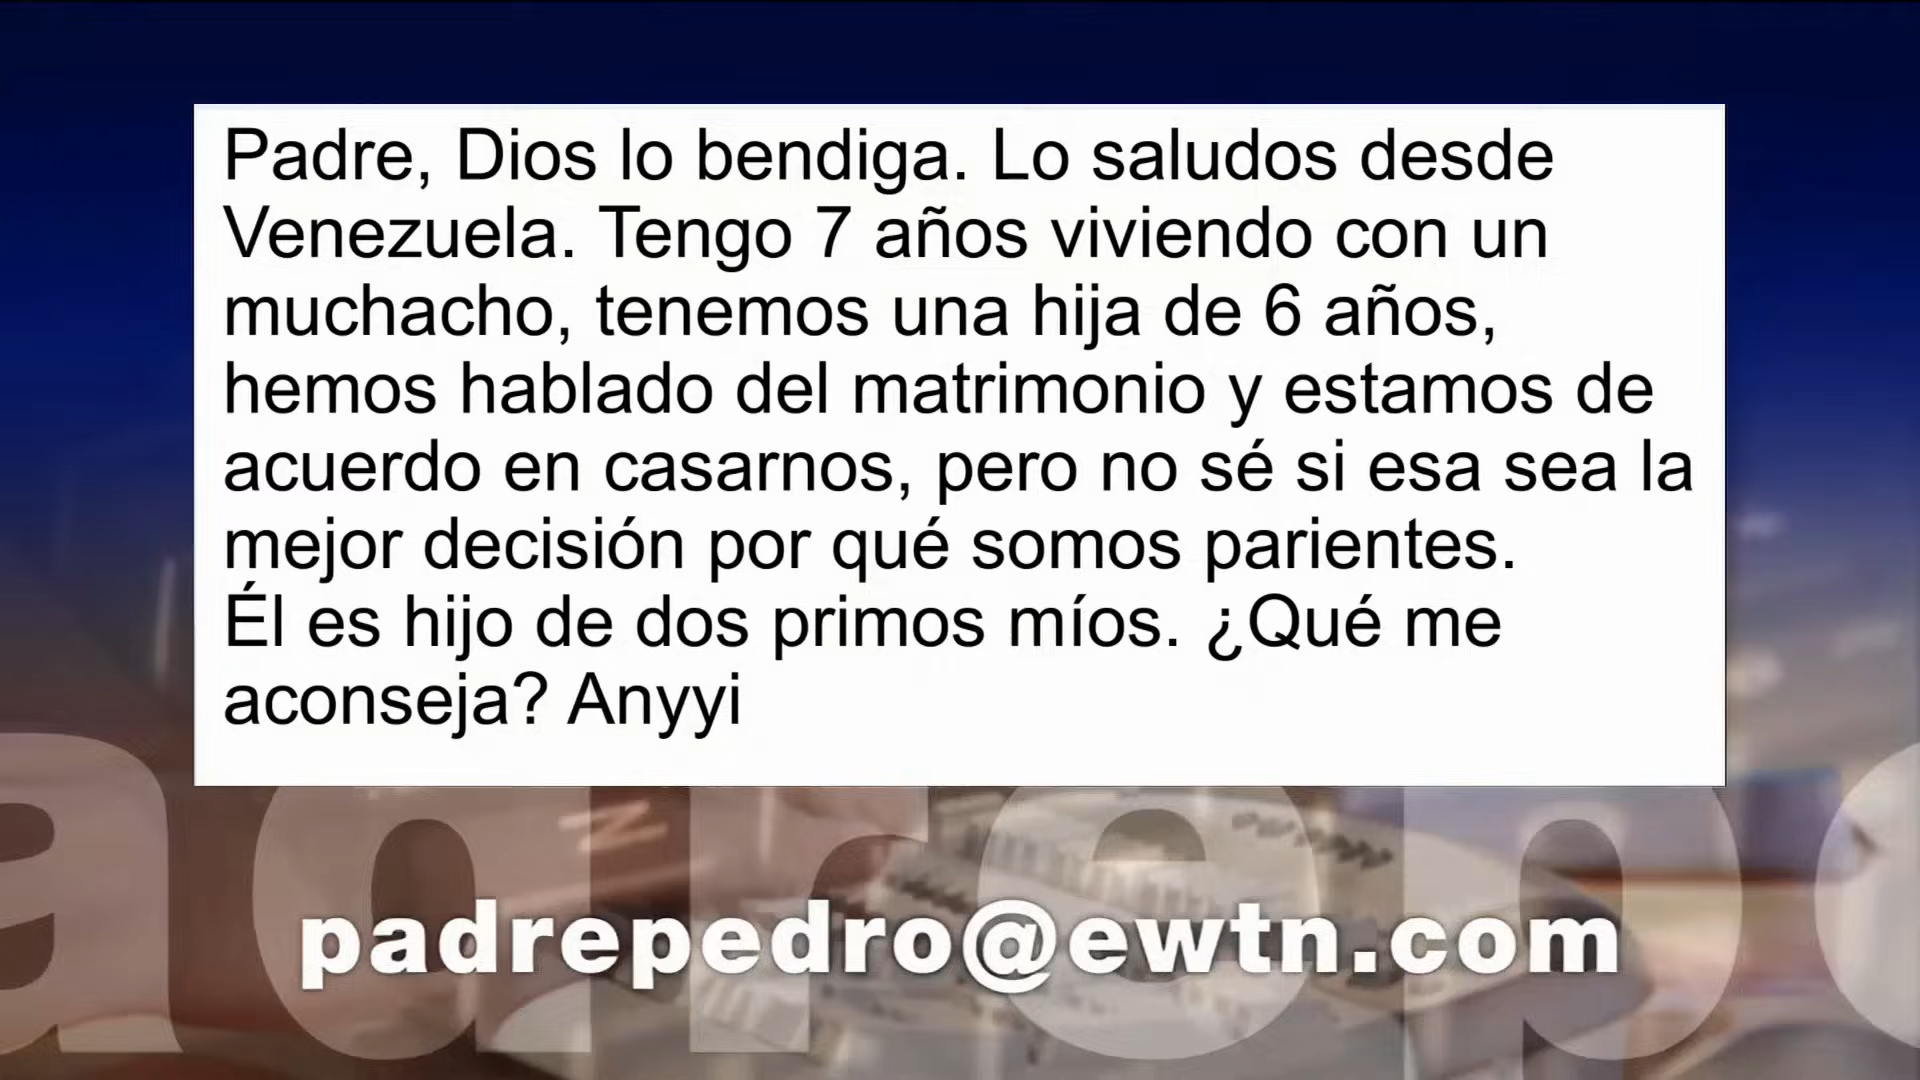 Padre, Dios lo bendiga. Lo saludos desde
Venezuela. Tengo 7 años viviendo con un
muchacho, tenemos una hija de 6 años,
hemos hablado del matrimonio y estamos de
acuerdo en casarnos, pero no sé si esa sea la
mejor decisión por qué somos parientes.
Él es hijo de dos primos míos. ¿Qué me
aconseja? Anyyi
padrepedro@ewtn.com